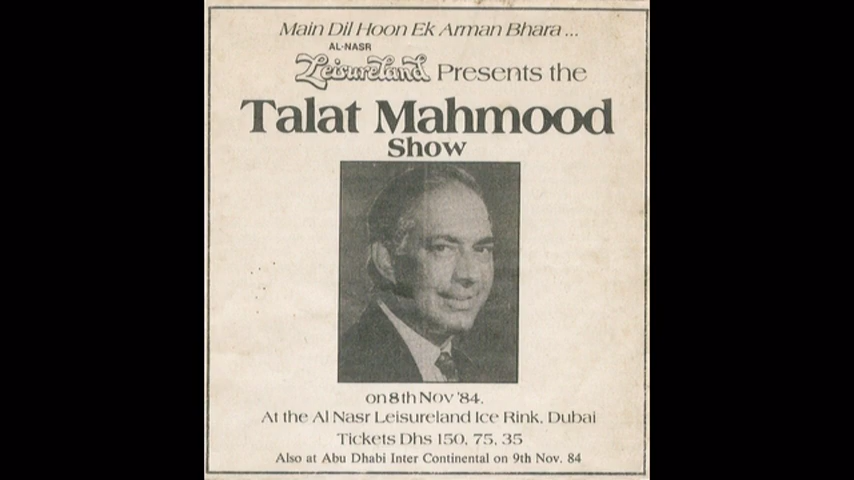 Main Dil Hoon Ek Arman Bhara ...
AL-NASR
Leisureland Presents the
Talat Mahmood
Show
on 8th Nov '84.
At the Al Nasr Leisureland Ice Rink, Dubai
Tickets Dhs 150, 75, 35
Also at Abu Dhabi Inter Continental on 9th Nov. 84